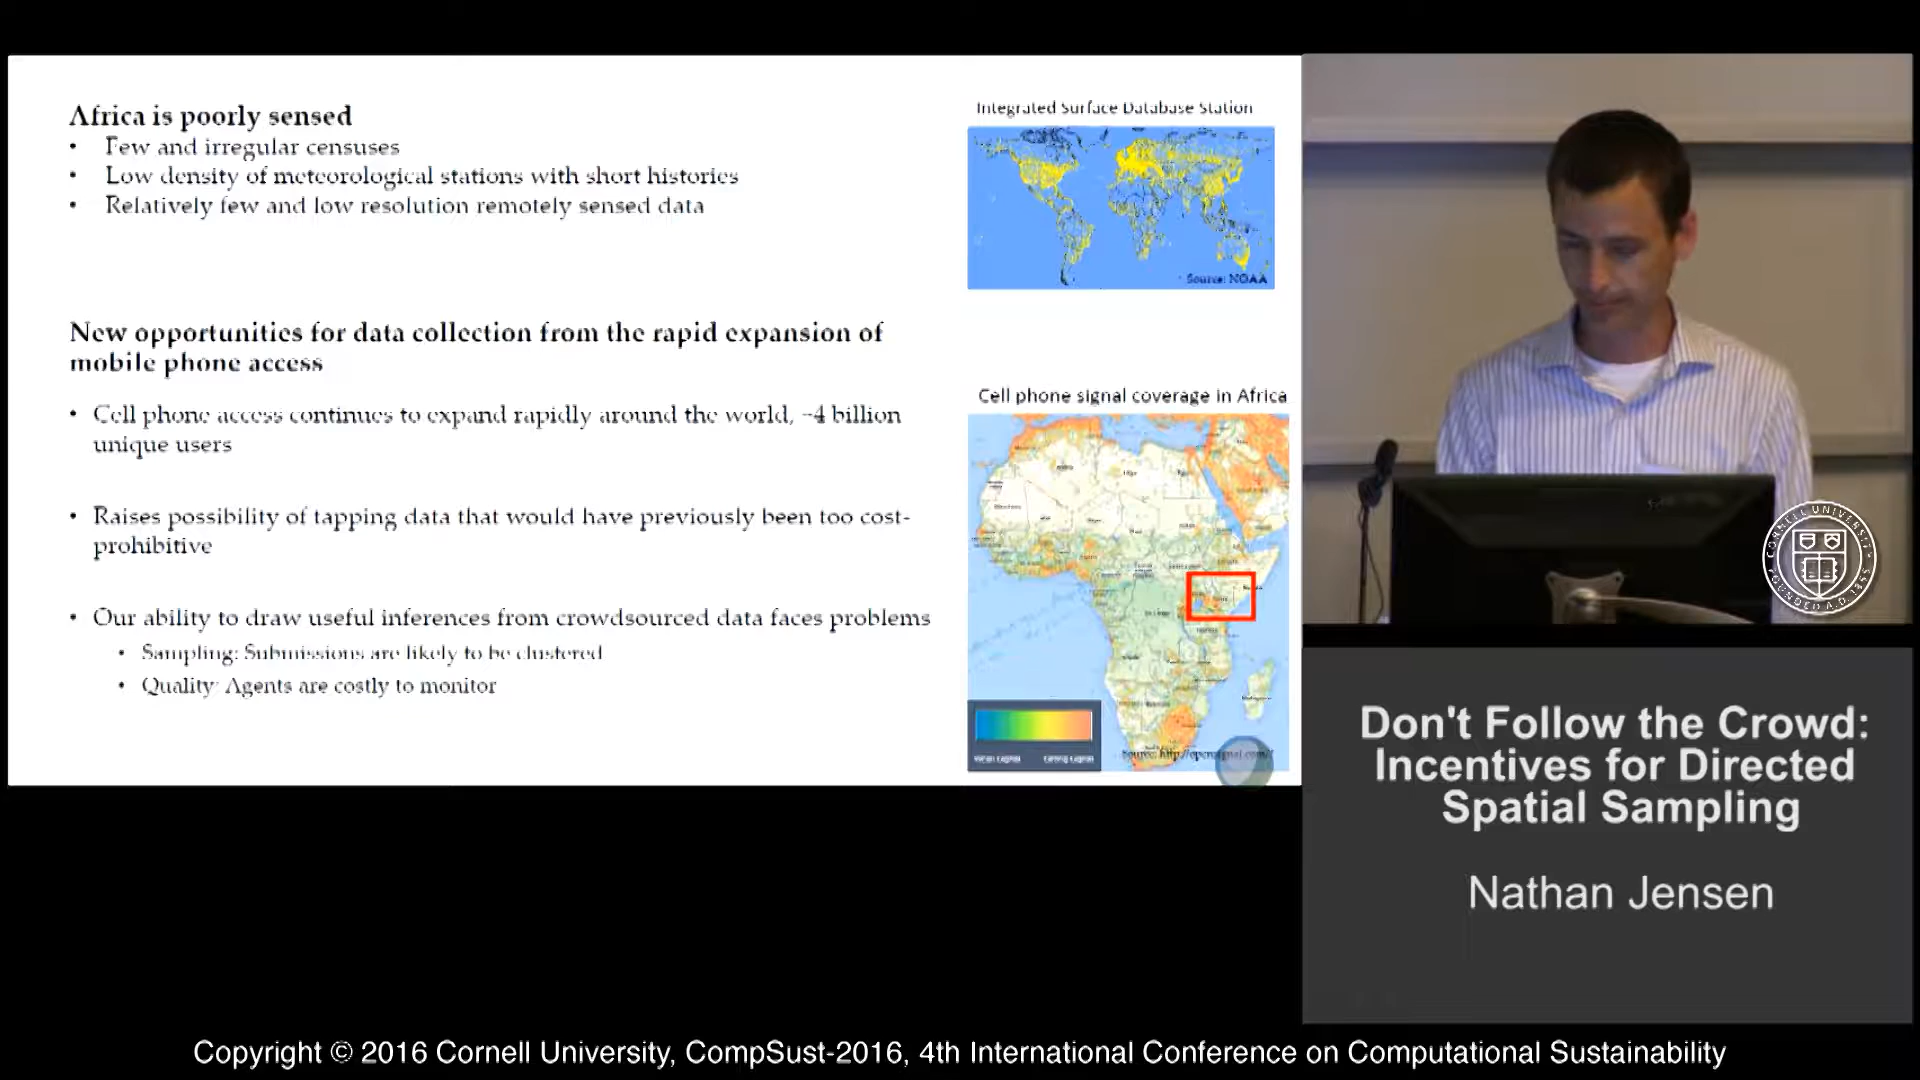 Africa is poorly sensed
• Few and irregular censuses
• Low density of meteorological stations with short histories
• Relatively few and low resolution remotely sensed data
New opportunities for data collection from the rapid expansion of
mobile phone access
• Cell phone access continues to expand rapidly around the world, ~4 billion
unique users
• Raises possibility of tapping data that would have previously been too cost-
prohibitive
• Our ability to draw useful inferences from crowdsourced data faces problems
• Sampling: Submissions are likely to be clustered
• Quality: Agents are costly to monitor
Integrated Surface Database Station
Source: NOAA
Cell phone signal coverage in Africa
CORNELL UNIVERSITY
FOUNDED A.D. 1865
Don't Follow the Crowd:
Incentives for Directed
Spatial Sampling
Nathan Jensen
Copyright © 2016 Cornell University, CompSust-2016, 4th International Conference on Computational Sustainability